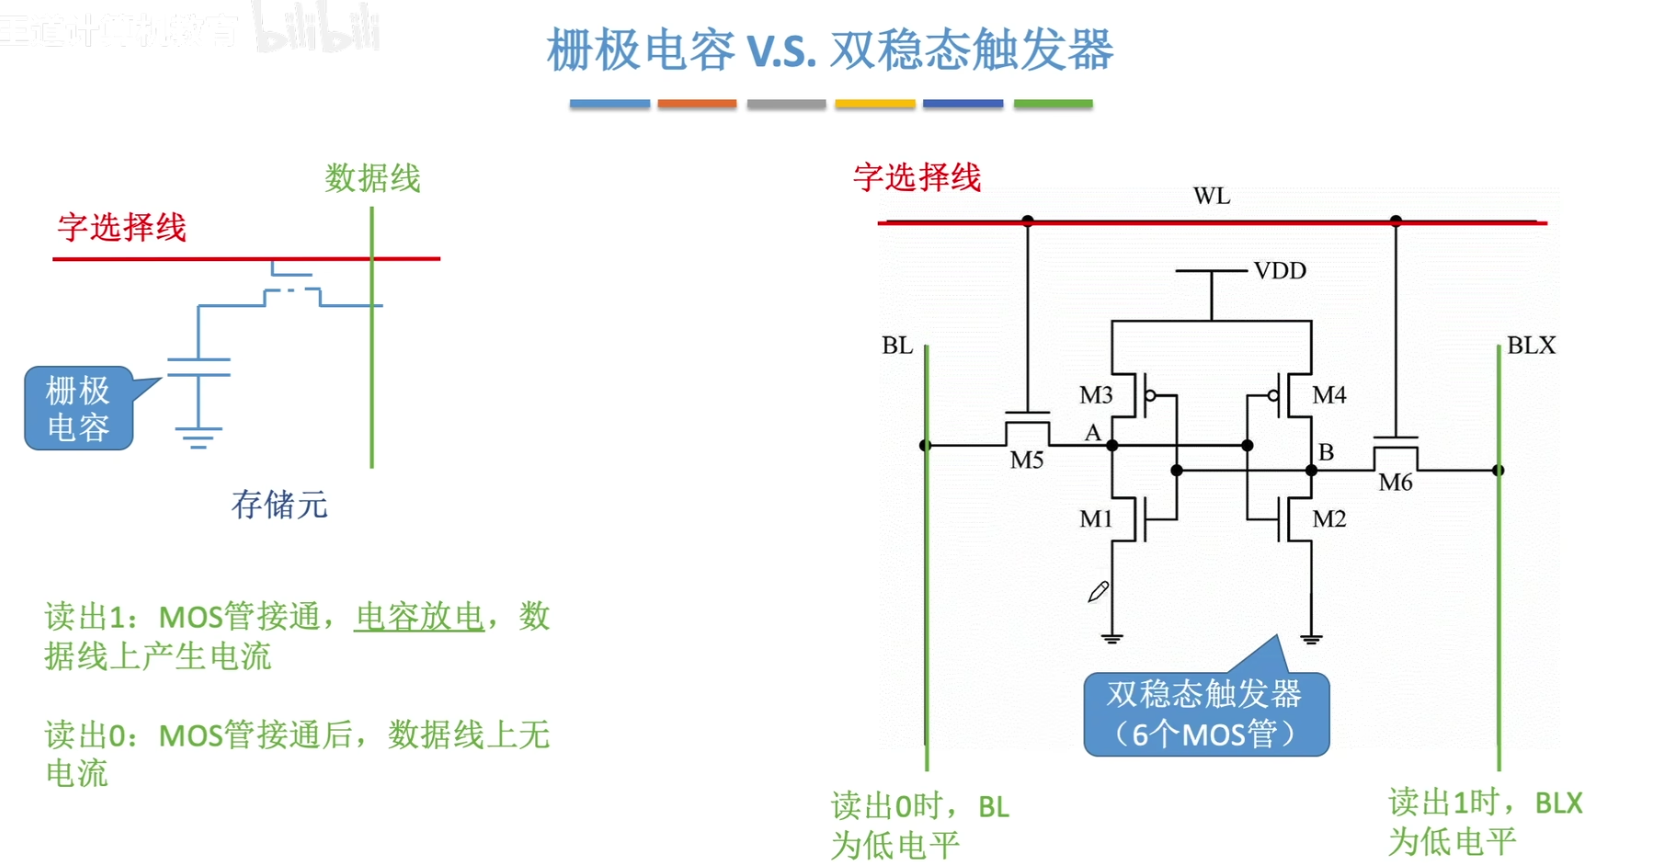 王道计算机教育 bilibili
栅极电容 V.S. 双稳态触发器
数据线
字选择线
栅极
电容
存储元
读出1：MOS管接通，电容放电，数
据线上产生电流
读出0：MOS管接通后，数据线上无
电流
字选择线
WL
VDD
BL
BLX
M3
M4
A
B
M5
M6
M1
M2
双稳态触发器
（6个MOS管）
读出0时，BL
为低电平
读出1时，BLX
为低电平